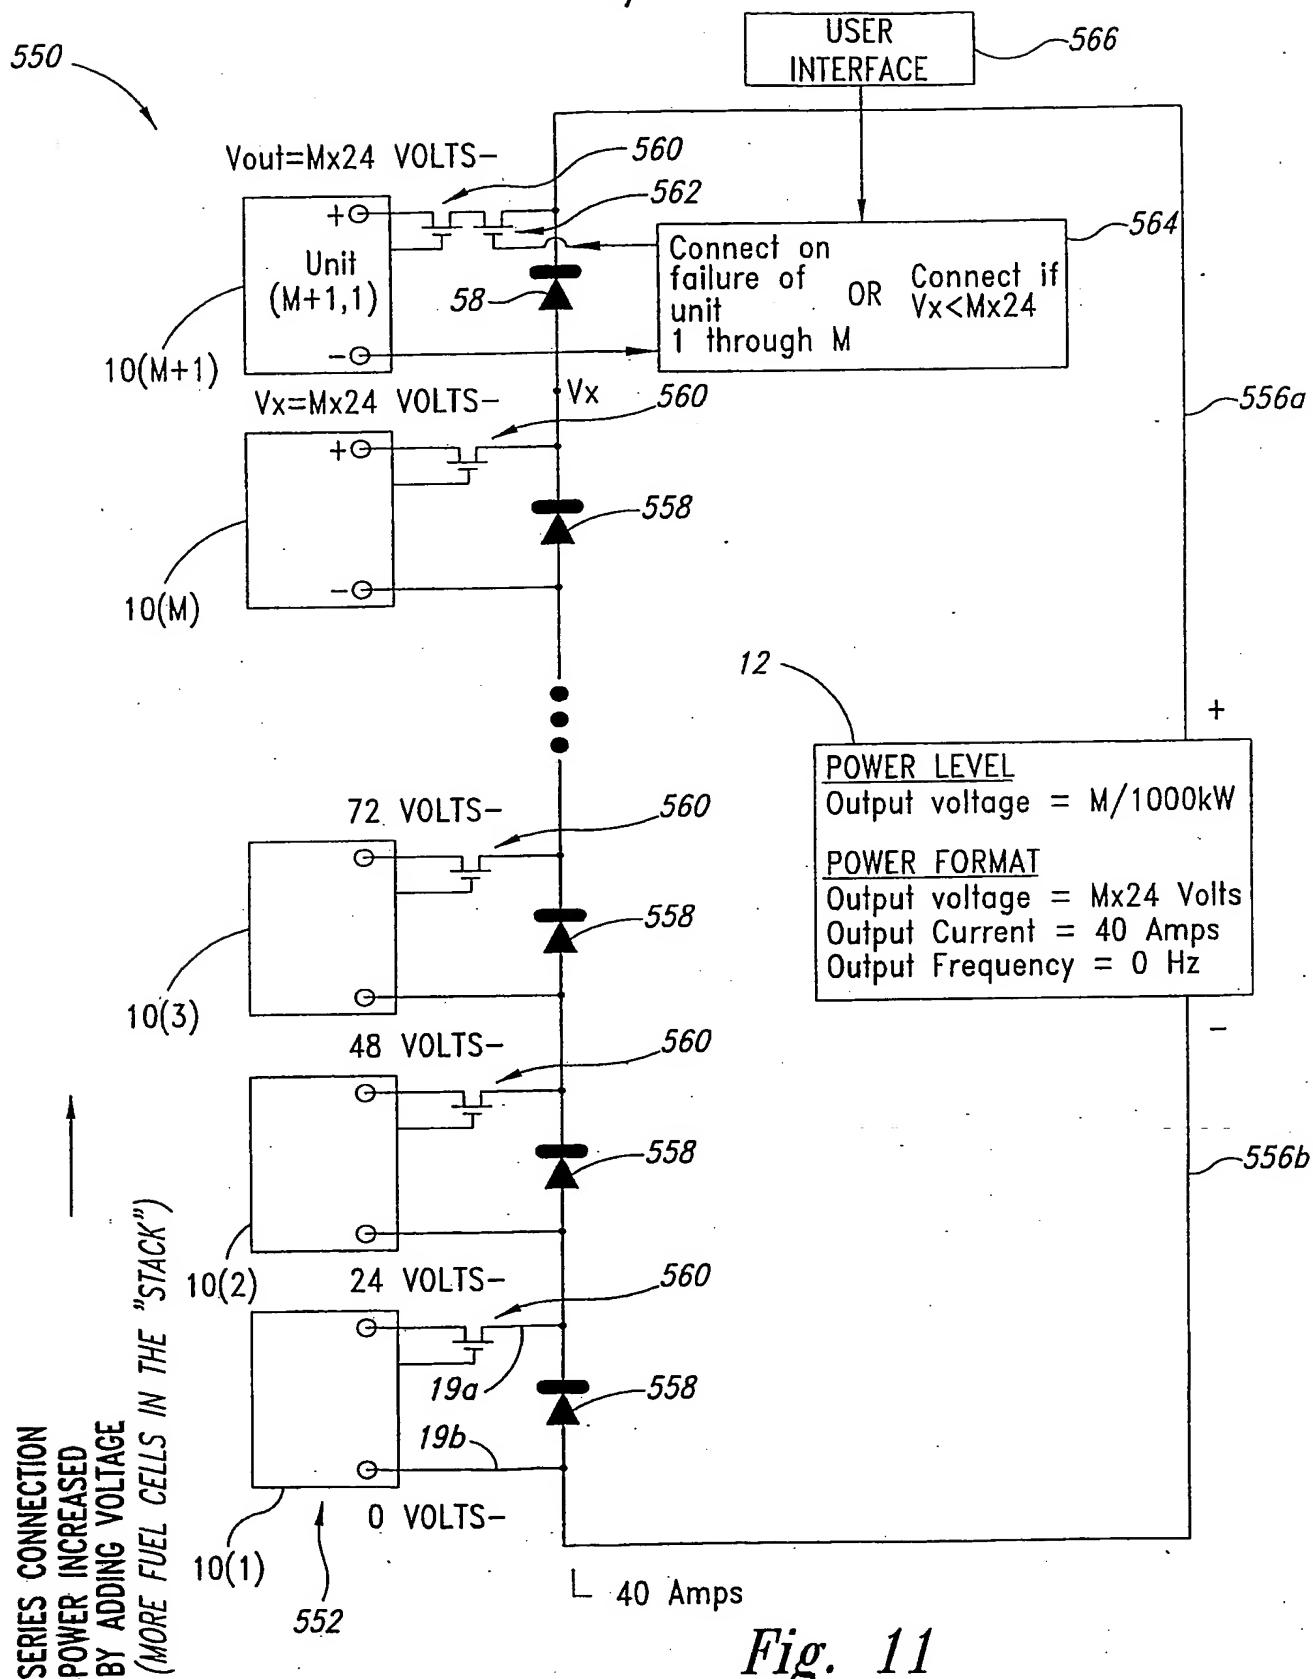 USER
INTERFACE
566
550
Vout=Mx24 VOLTS-
560
562
564
+
Unit
(M+1,1)
-
58
Connect on
failure of
unit
1 through M
OR
Connect if
Vx<Mx24
10(M+1)
Vx
Vx=Mx24 VOLTS-
560
556a
+
558
-
10(M)
12
+
POWER LEVEL
Output voltage = M/1000kW
POWER FORMAT
Output voltage = Mx24 Volts
Output Current = 40 Amps
Output Frequency = 0 Hz
-
72 VOLTS-
560
558
10(3)
48 VOLTS-
560
558
556b
10(2)
24 VOLTS-
560
19a
558
19b
0 VOLTS-
10(1)
552
40 Amps
SERIES CONNECTION
POWER INCREASED
BY ADDING VOLTAGE
(MORE FUEL CELLS IN THE "STACK")
Fig. 11